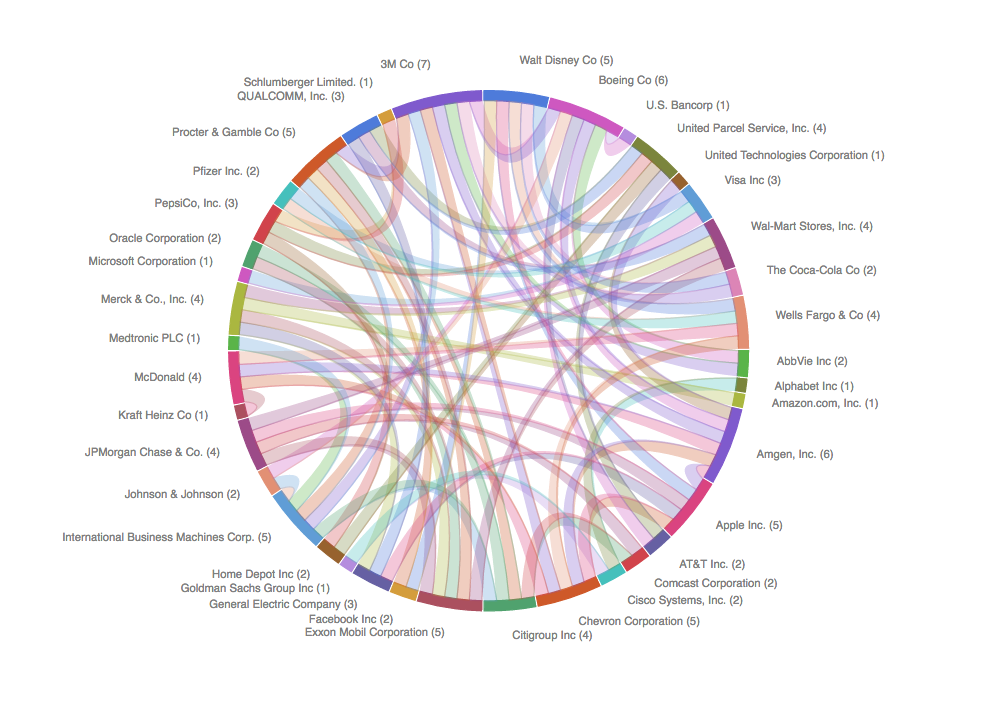 Walt Disney Co (5)
3M Co (7)
Boeing Co (6)
Schlumberger Limited. (1)
QUALCOMM, Inc. (3)
U.S. Bancorp (1)
United Parcel Service, Inc. (4)
Procter & Gamble Co (5)
United Technologies Corporation (1)
Pfizer Inc. (2)
Visa Inc (3)
PepsiCo, Inc. (3)
Wal-Mart Stores, Inc. (4)
Oracle Corporation (2)
Microsoft Corporation (1)
The Coca-Cola Co (2)
Merck & Co., Inc. (4)
Wells Fargo & Co (4)
Medtronic PLC (1)
AbbVie Inc (2)
McDonald (4)
Alphabet Inc (1)
Amazon.com, Inc. (1)
Kraft Heinz Co (1)
JPMorgan Chase & Co. (4)
Amgen, Inc. (6)
Johnson & Johnson (2)
Apple Inc. (5)
International Business Machines Corp. (5)
AT&T Inc. (2)
Home Depot Inc (2)
Comcast Corporation (2)
Goldman Sachs Group Inc (1)
Cisco Systems, Inc. (2)
General Electric Company (3)
Facebook Inc (2)
Chevron Corporation (5)
Exxon Mobil Corporation (5)
Citigroup Inc (4)